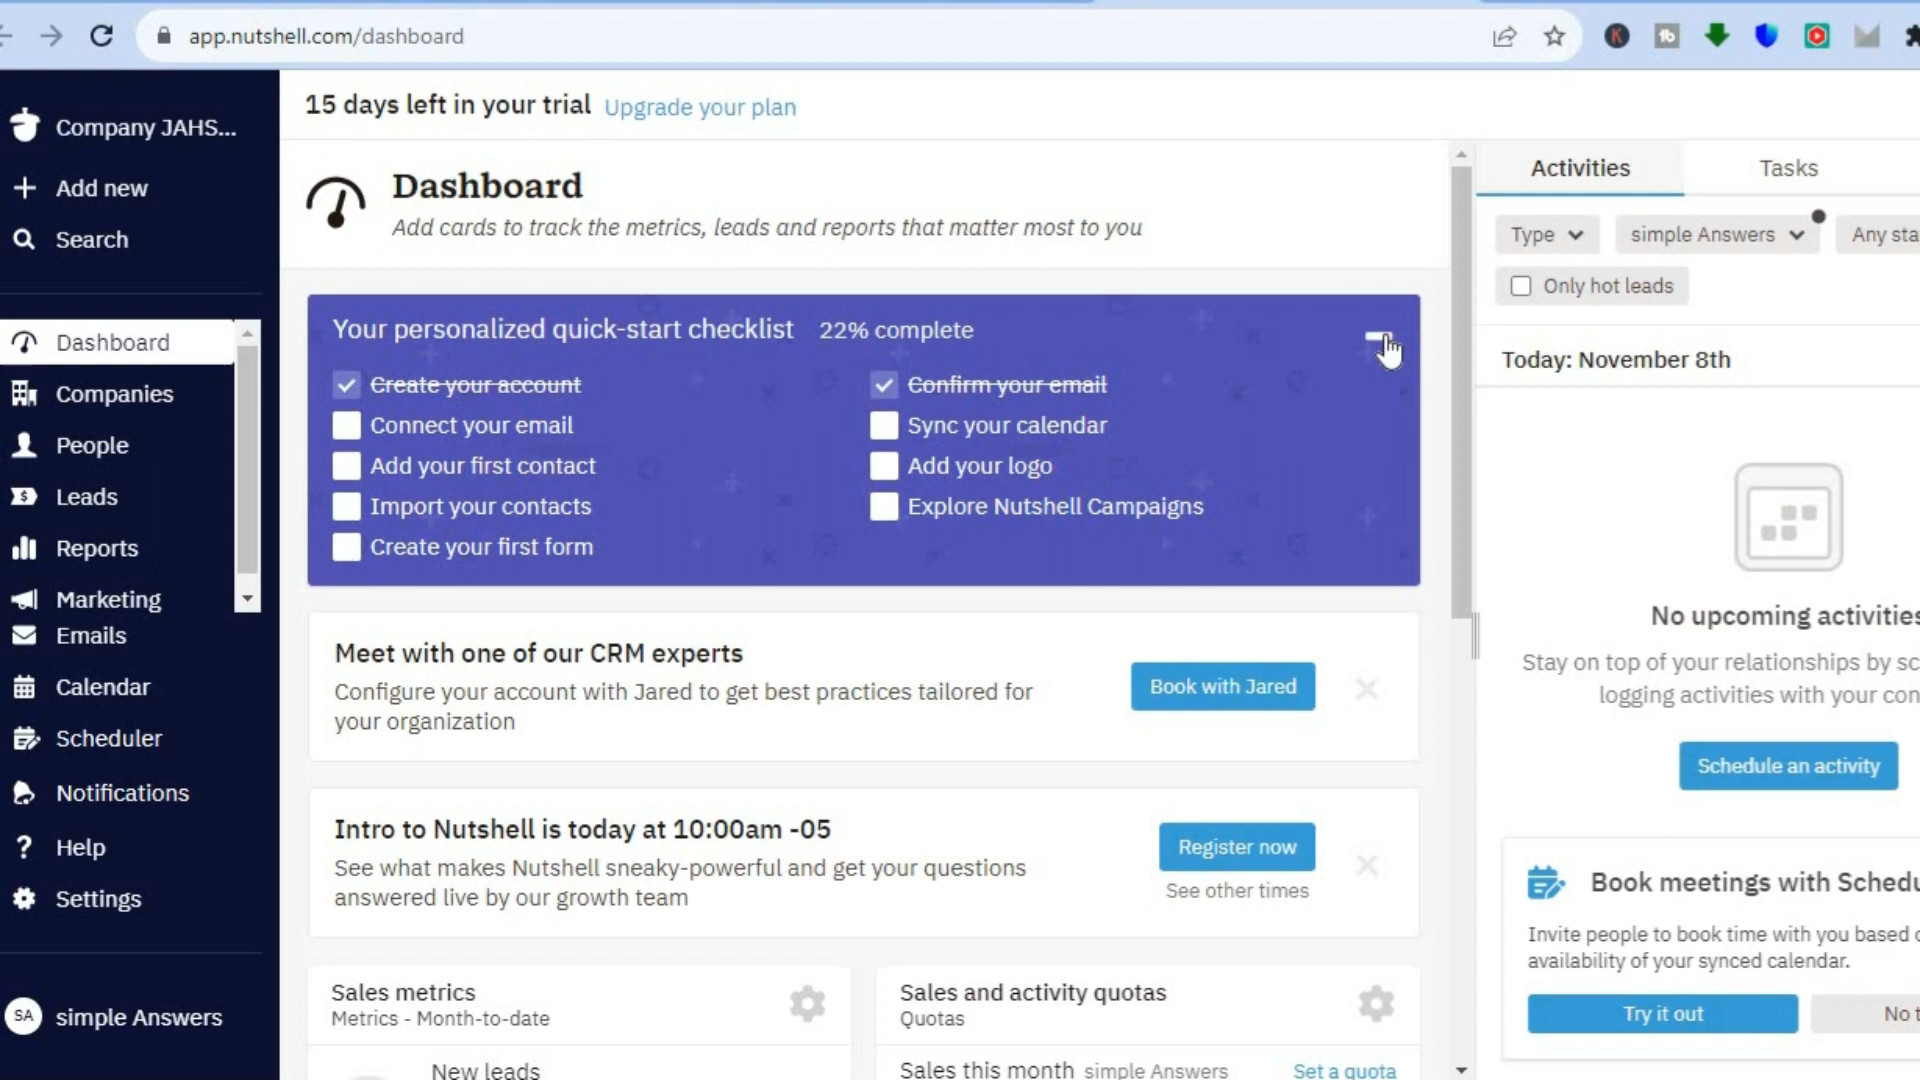 app.nutshell.com/dashboard
Company JAHS...
Add new
Search
Dashboard
Companies
People
Leads
Reports
Marketing
Emails
Calendar
Scheduler
Notifications
Help
Settings
SA simple Answers
15 days left in your trial Upgrade your plan
Dashboard
Add cards to track the metrics, leads and reports that matter most to you
Your personalized quick-start checklist 22% complete
Create your account
Connect your email
Add your first contact
Import your contacts
Create your first form
Confirm your email
Sync your calendar
Add your logo
Explore Nutshell Campaigns
Meet with one of our CRM experts
Configure your account with Jared to get best practices tailored for
your organization
Book with Jared
Intro to Nutshell is today at 10:00am -05
See what makes Nutshell sneaky-powerful and get your questions
answered live by our growth team
Register now
See other times
Sales metrics
Metrics - Month-to-date
New leads
Sales and activity quotas
Quotas
Sales this month simple Answers Set a quota
Activities Tasks
Type simple Answers Any sta
Only hot leads
Today: November 8th
No upcoming activities
Stay on top of your relationships by sc
logging activities with your con
Schedule an activity
Book meetings with Schedu
Invite people to book time with you based o
availability of your synced calendar.
Try it out No t